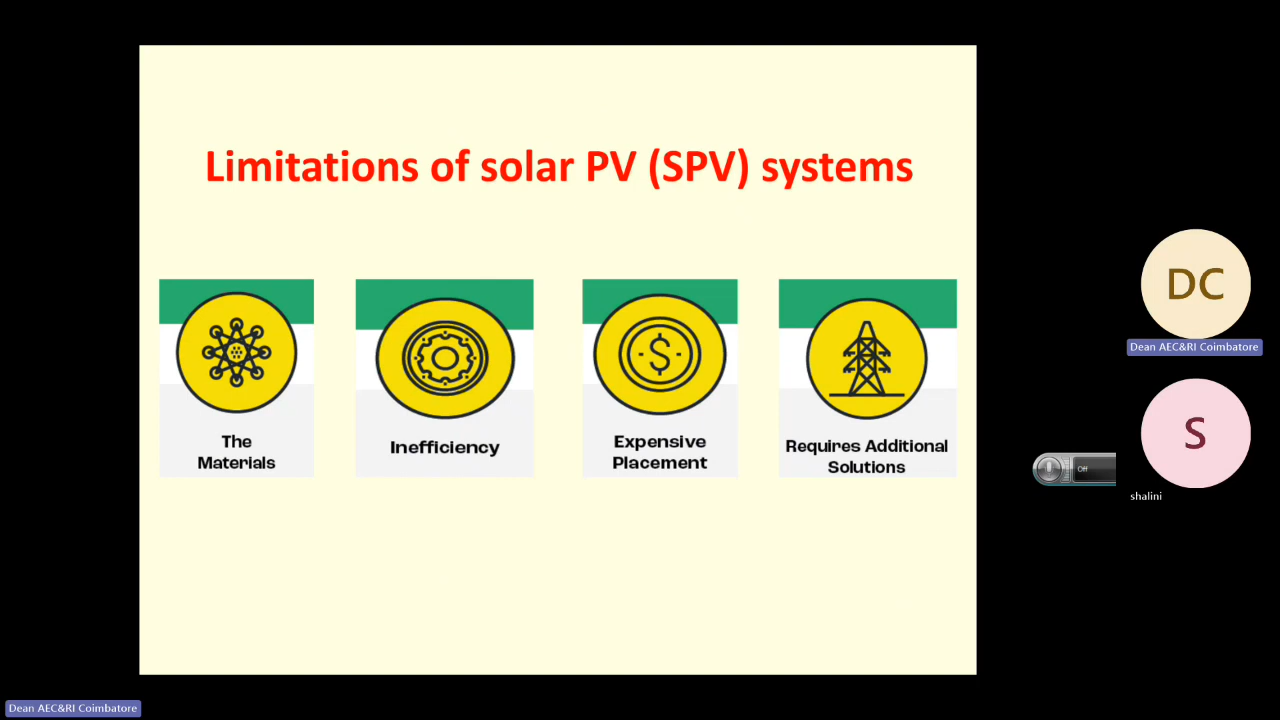 Limitations of solar PV (SPV) systems
The
Materials
Inefficiency
Expensive
Placement
Requires Additional
Solutions
DC
Dean AEC&RI Coimbatore
S
shalini
Off
Dean AEC&RI Coimbatore